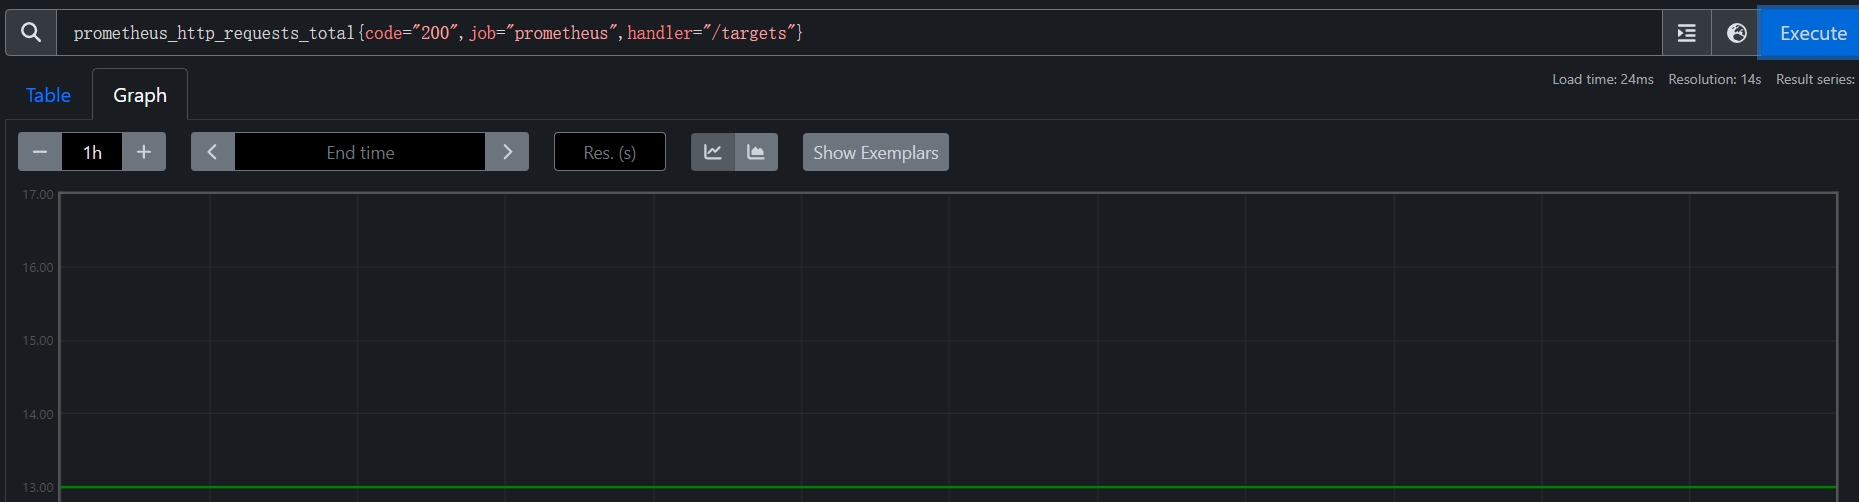 prometheus_http_requests_total{code="200",job="prometheus",handler="/targets"}
Execute
Load time: 24ms Resolution: 14s Result series:
Table Graph
− 1h + < End time > Res. (s) Show Exemplars
17.00
16.00
15.00
14.00
13.00